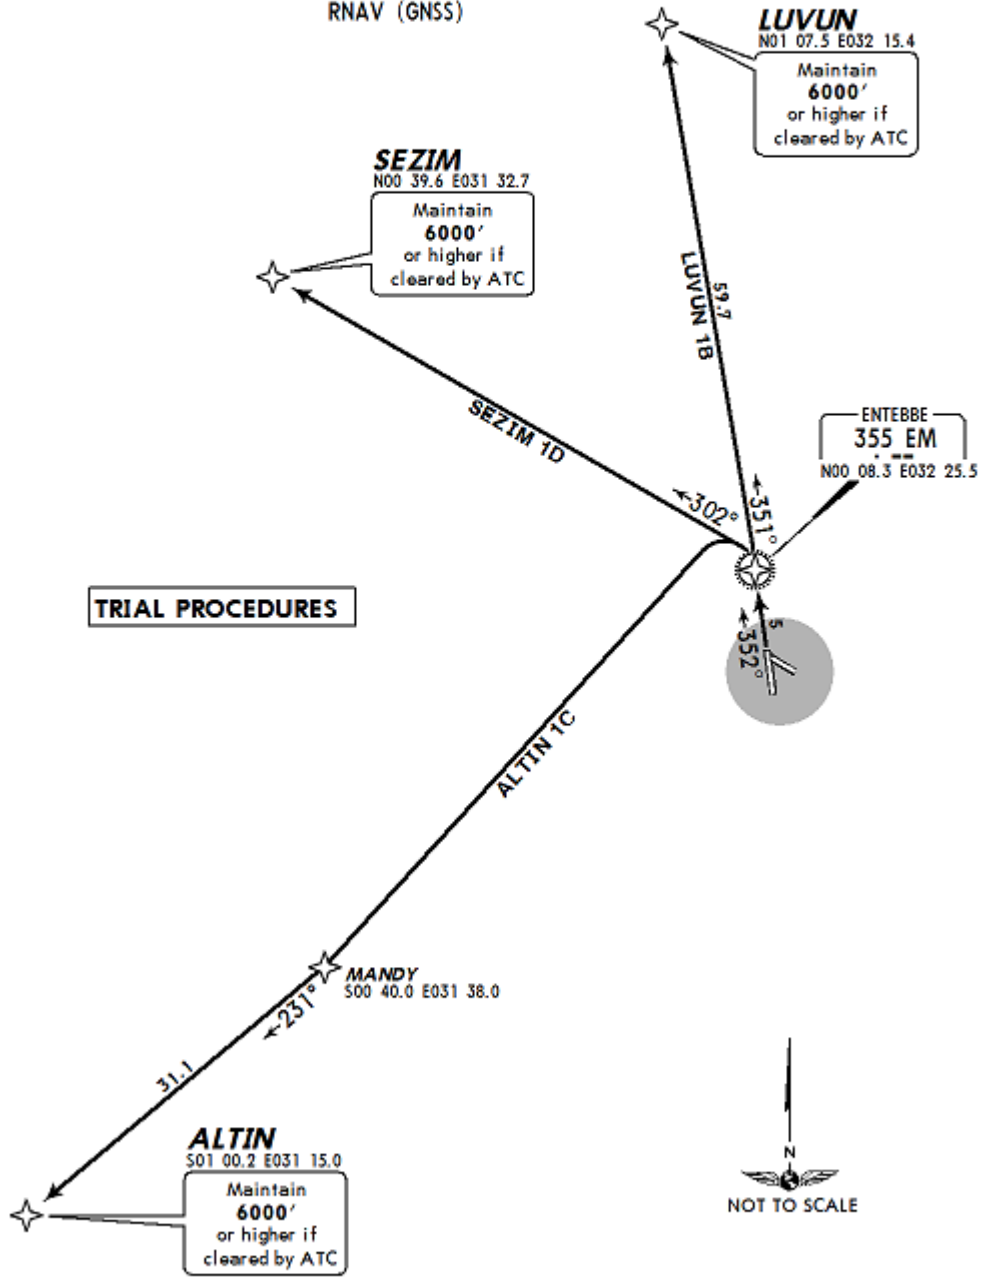 RNAV (GNSS)
LUVUN
N01 07.5 E032 15.4
Maintain
6000'
or higher if
cleared by ATC
SEZIM
N00 39.6 E031 32.7
Maintain
6000'
or higher if
cleared by ATC
59.7
LUVUN 1B
SEZIM 1D
ENTEBBE
355 EM
N00 08.3 E032 25.5
302°
351°
TRIAL PROCEDURES
5
352°
ALTIN 1C
MANDY
S00 40.0 E031 38.0
231°
31.1
ALTIN
S01 00.2 E031 15.0
Maintain
6000'
or higher if
cleared by ATC
N
NOT TO SCALE